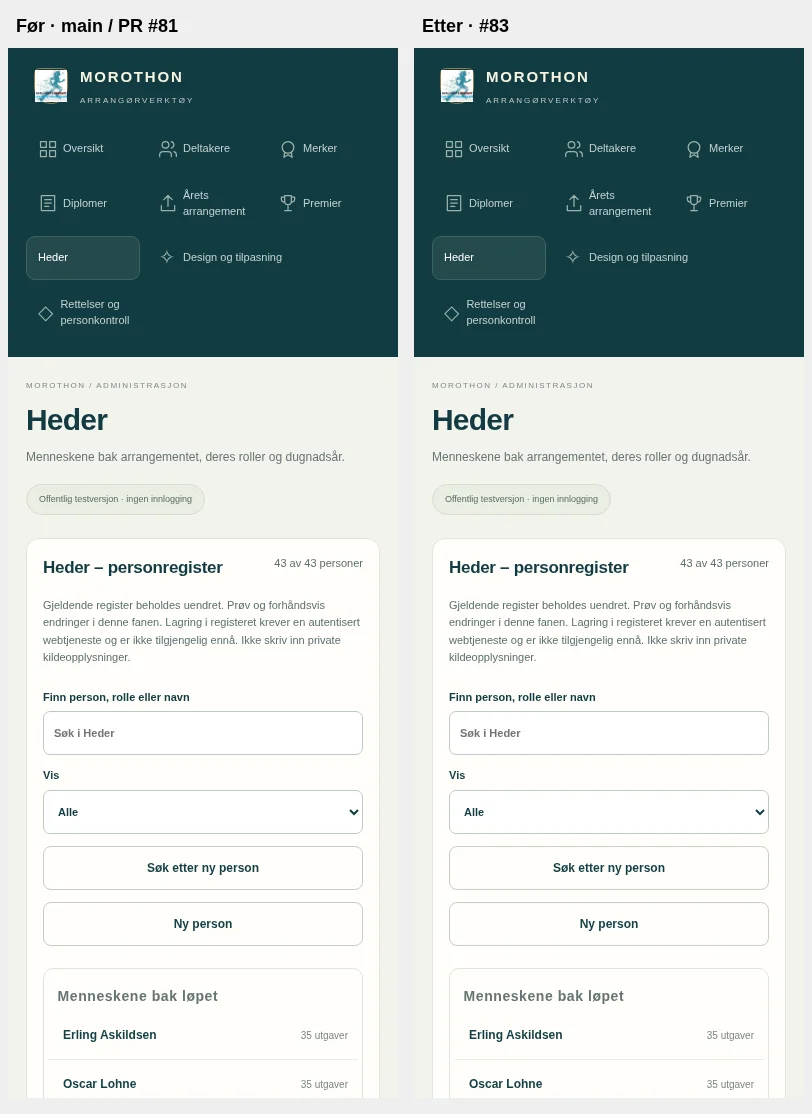 Før · main / PR #81
MOROTHON
ARRANGØRVERKTØY
Oversikt
Deltakere
Merker
Diplomer
Årets
arrangement
Premier
Heder
Design og tilpasning
Rettelser og
personkontroll
MOROTHON / ADMINISTRASJON
Heder
Menneskene bak arrangementet, deres roller og dugnadsår.
Offentlig testversjon · ingen innlogging
Heder – personregister
43 av 43 personer
Gjeldende register beholdes uendret. Prøv og forhåndsvis
endringer i denne fanen. Lagring i registeret krever en autentisert
webtjeneste og er ikke tilgjengelig ennå. Ikke skriv inn private
kildeopplysninger.
Finn person, rolle eller navn
Søk i Heder
Vis
Alle
Søk etter ny person
Ny person
Menneskene bak løpet
Erling Askildsen
35 utgaver
Oscar Lohne
35 utgaver
Etter · #83
MOROTHON
ARRANGØRVERKTØY
Oversikt
Deltakere
Merker
Diplomer
Årets
arrangement
Premier
Heder
Design og tilpasning
Rettelser og
personkontroll
MOROTHON / ADMINISTRASJON
Heder
Menneskene bak arrangementet, deres roller og dugnadsår.
Offentlig testversjon · ingen innlogging
Heder – personregister
43 av 43 personer
Gjeldende register beholdes uendret. Prøv og forhåndsvis
endringer i denne fanen. Lagring i registeret krever en autentisert
webtjeneste og er ikke tilgjengelig ennå. Ikke skriv inn private
kildeopplysninger.
Finn person, rolle eller navn
Søk i Heder
Vis
Alle
Søk etter ny person
Ny person
Menneskene bak løpet
Erling Askildsen
35 utgaver
Oscar Lohne
35 utgaver